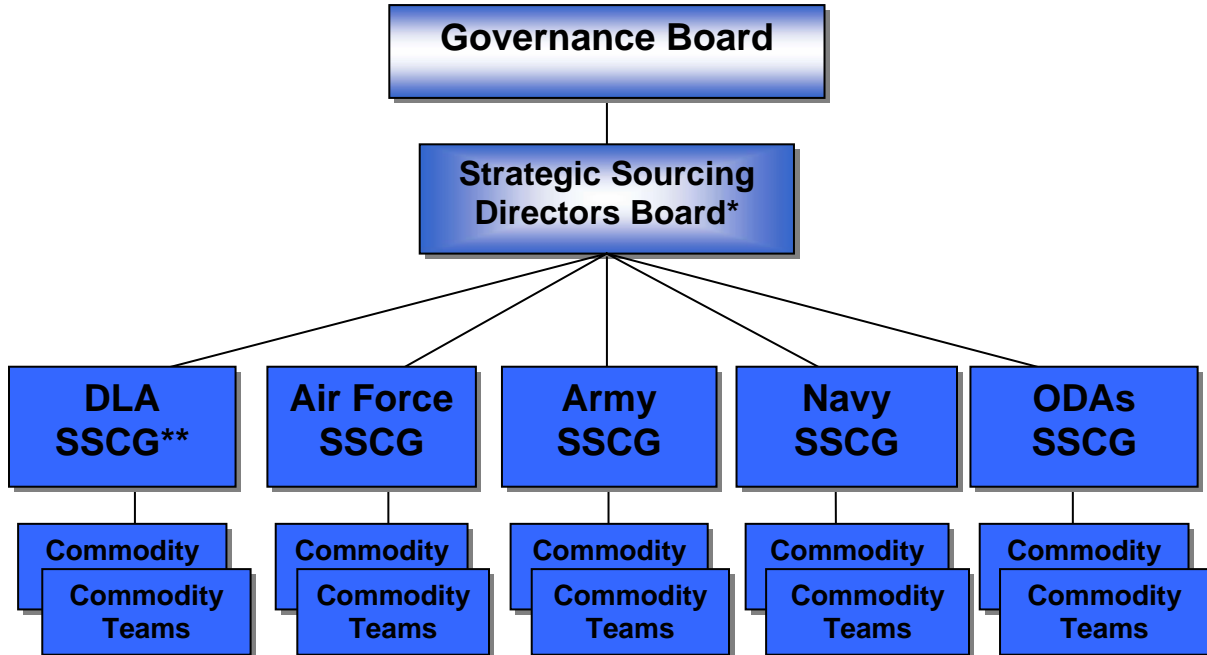 Governance Board
Strategic Sourcing
Directors Board*
DLA
SSCG**
Air Force
SSCG
Army
SSCG
Navy
SSCG
ODAs
SSCG
Commodity
Commodity
Teams
Commodity
Commodity
Teams
Commodity
Commodity
Teams
Commodity
Commodity
Teams
Commodity
Commodity
Teams